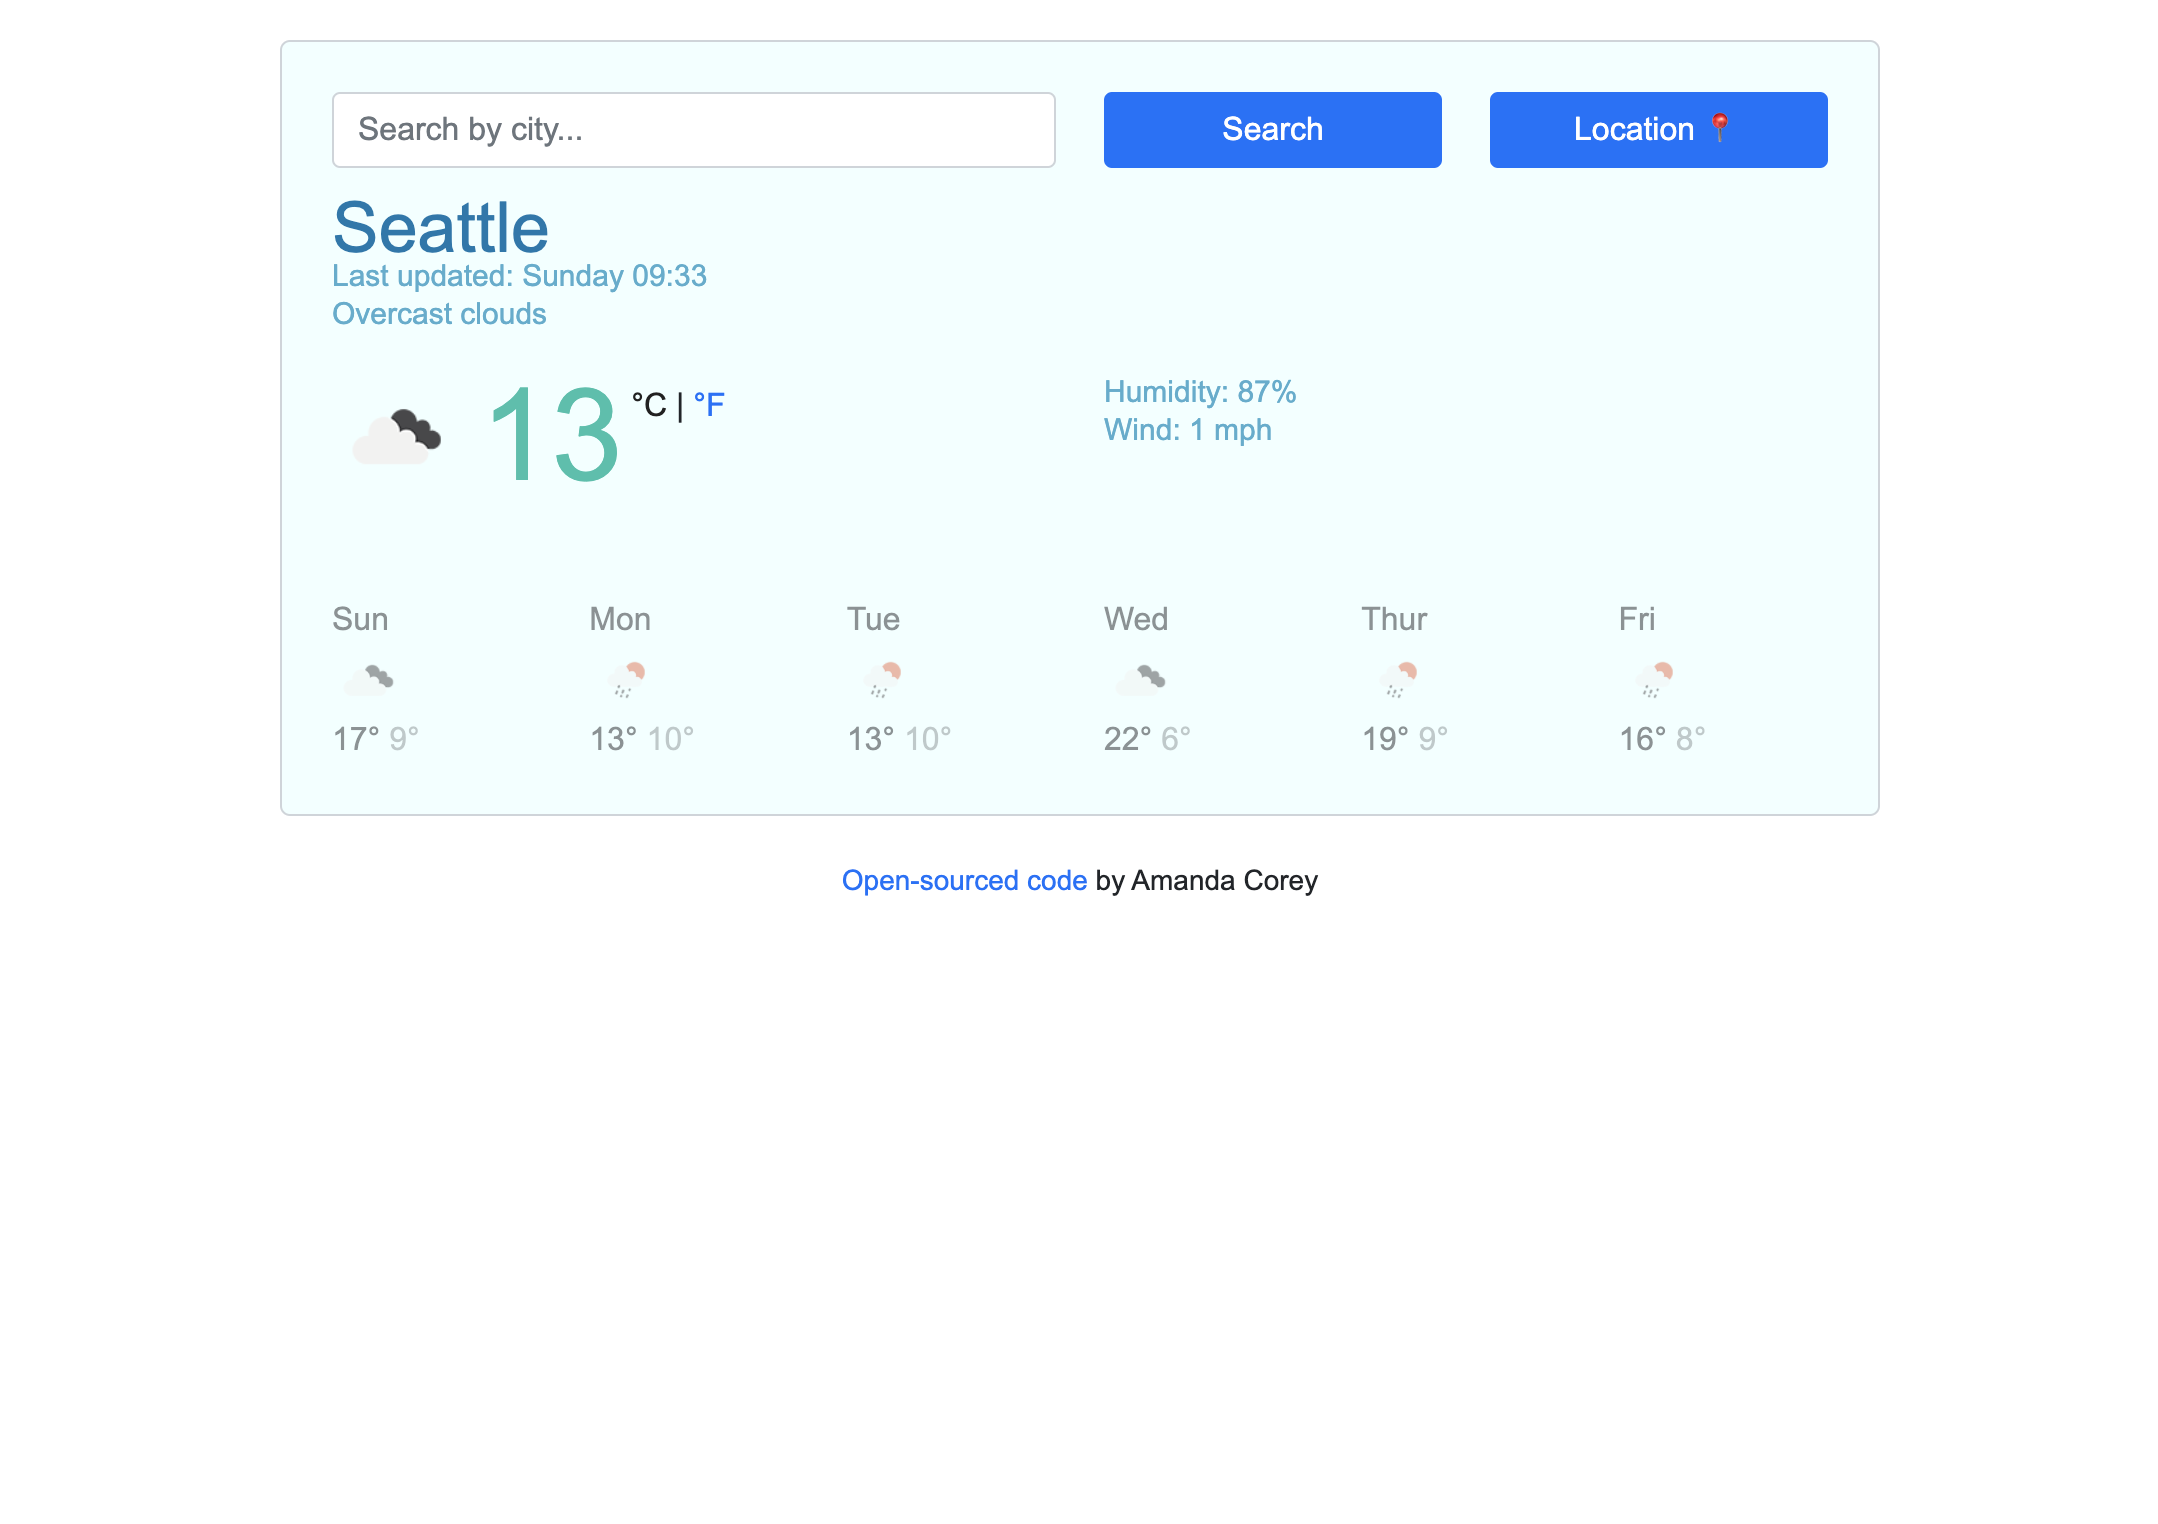 Search by city...
Search
Location 📍
Seattle
Last updated: Sunday 09:33
Overcast clouds
13 °C | °F
Humidity: 87%
Wind: 1 mph
Sun Mon Tue Wed Thur Fri
17° 9° 13° 10° 13° 10° 22° 6° 19° 9° 16° 8°
Open-sourced code by Amanda Corey